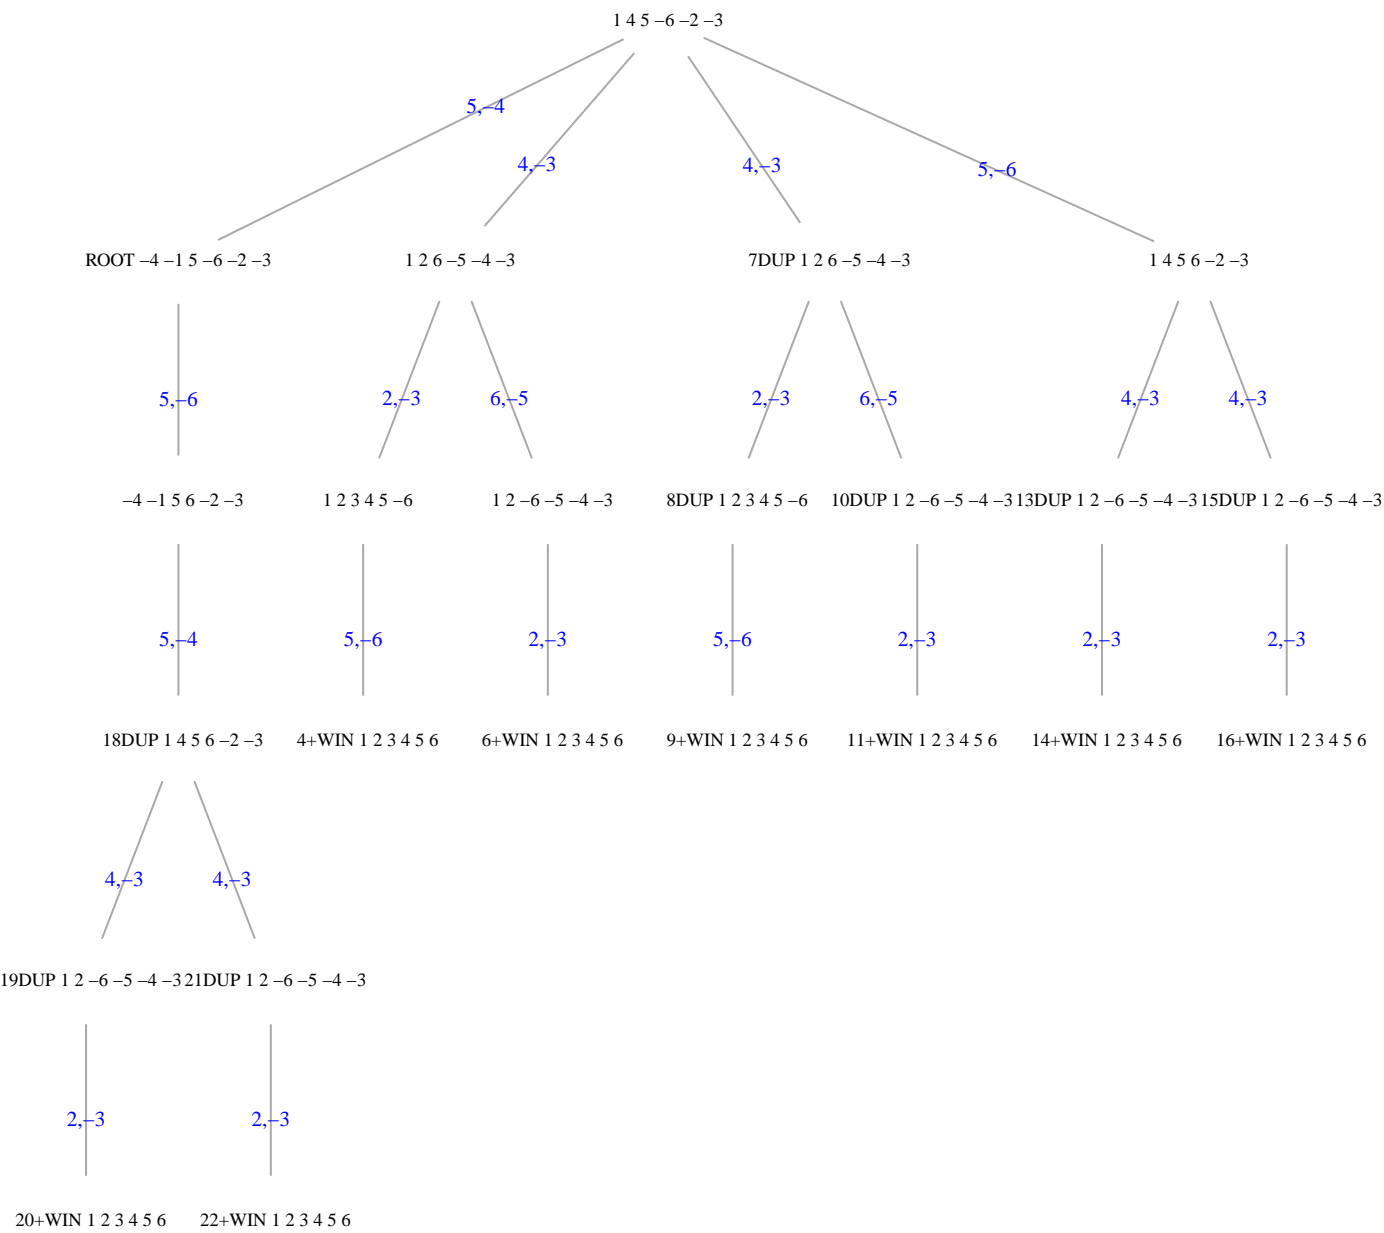 1 4 5 –6 –2 –3
5,–4
4,–3
4,–3
5,–6
ROOT –4 –1 5 –6 –2 –3
1 2 6 –5 –4 –3
7DUP 1 2 6 –5 –4 –3
1 4 5 6 –2 –3
5,–6
2,–3
6,–5
2,–3
6,–5
4,–3
4,–3
–4 –1 5 6 –2 –3
1 2 3 4 5 –6
1 2 –6 –5 –4 –3
8DUP 1 2 3 4 5 –6
10DUP 1 2 –6 –5 –4 –3
13DUP 1 2 –6 –5 –4 –3
15DUP 1 2 –6 –5 –4 –3
5,–4
5,–6
2,–3
5,–6
2,–3
2,–3
2,–3
18DUP 1 4 5 6 –2 –3
4+WIN 1 2 3 4 5 6
6+WIN 1 2 3 4 5 6
9+WIN 1 2 3 4 5 6
11+WIN 1 2 3 4 5 6
14+WIN 1 2 3 4 5 6
16+WIN 1 2 3 4 5 6
4,–3
4,–3
19DUP 1 2 –6 –5 –4 –3
21DUP 1 2 –6 –5 –4 –3
2,–3
2,–3
20+WIN 1 2 3 4 5 6
22+WIN 1 2 3 4 5 6